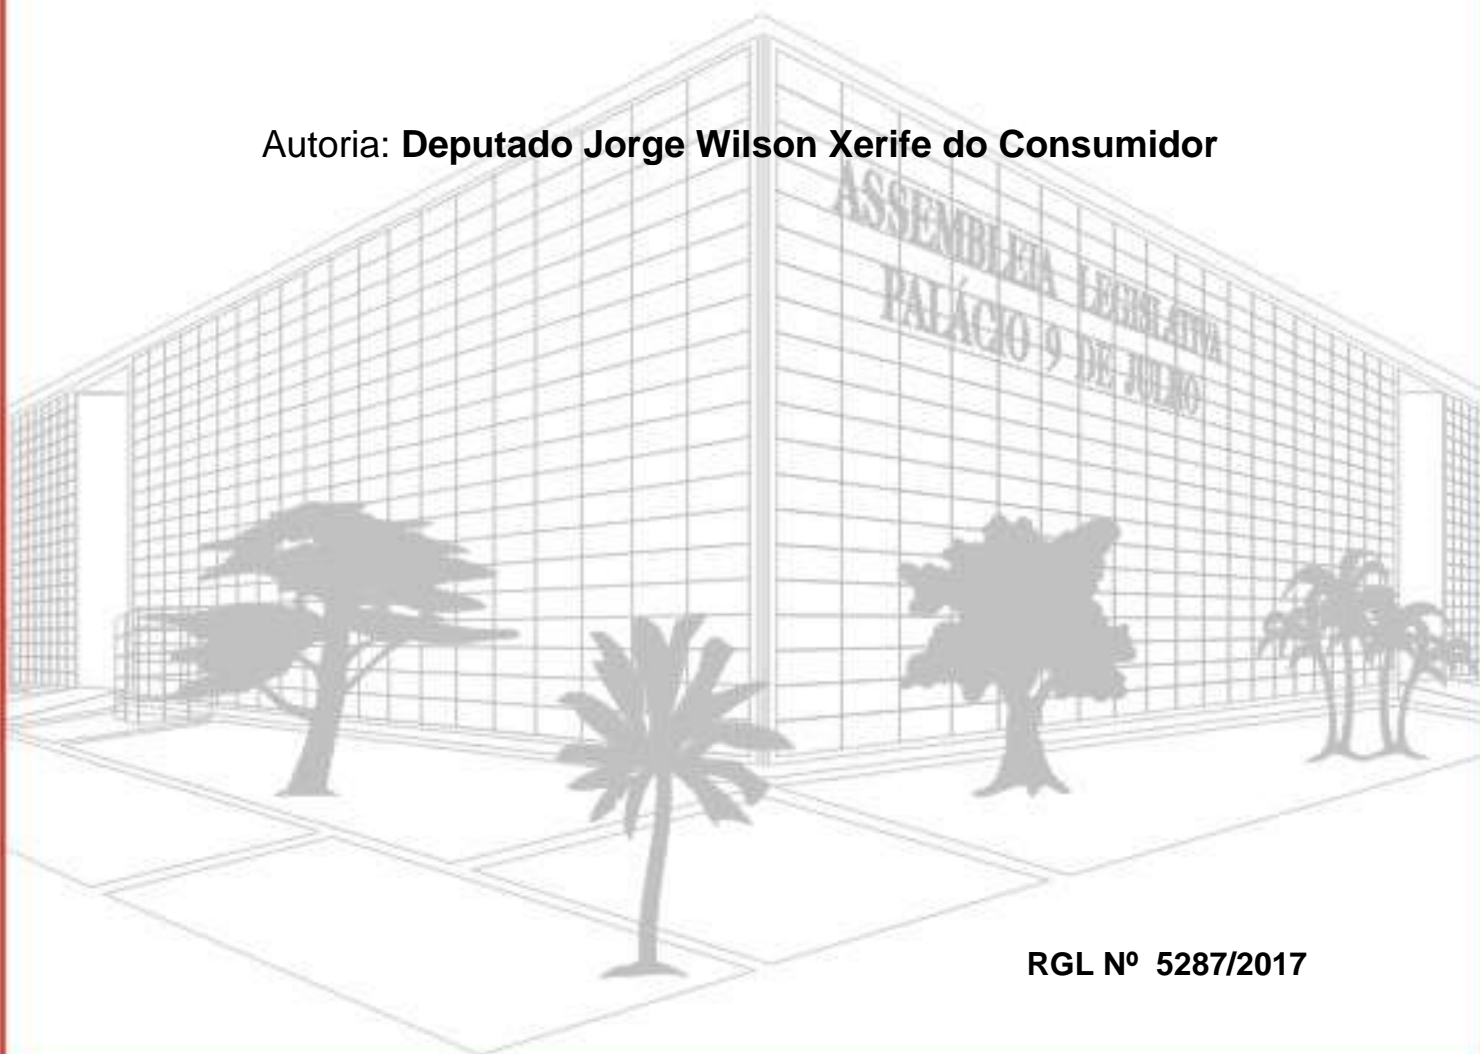 Autoria: Deputado Jorge Wilson Xerife do Consumidor
ASSEMBLEIA LEGISLATIVA
PALÁCIO 9 DE JULHO
RGL Nº 5287/2017